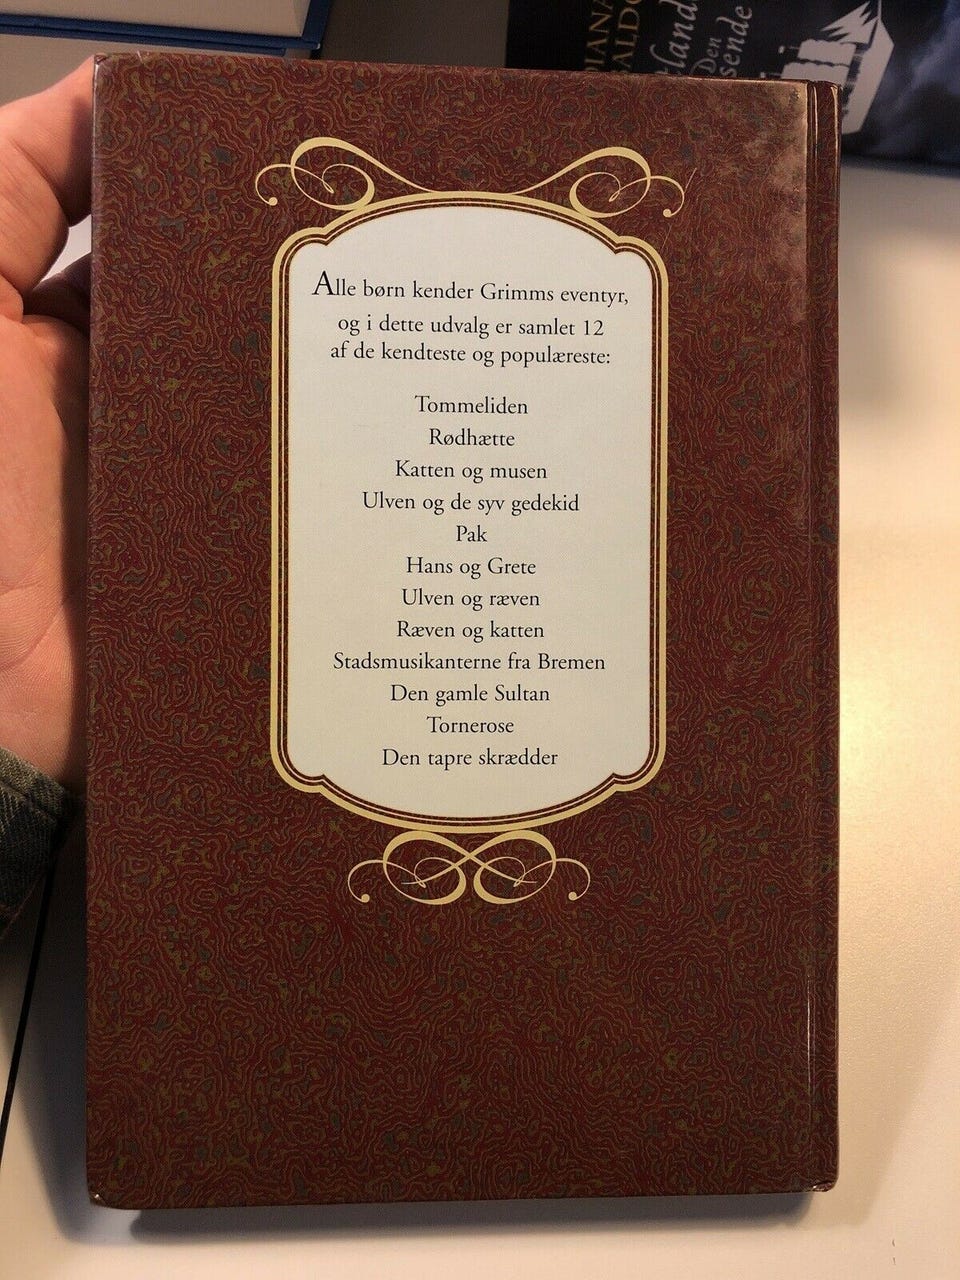 Alle børn kender Grimms eventyr,
og i dette udvalg er samlet 12
af de kendteste og populæreste:
Tommeliden
Rødhætte
Katten og musen
Ulven og de syv gedekid
Pak
Hans og Grete
Ulven og ræven
Ræven og katten
Stadsmusikanterne fra Bremen
Den gamle Sultan
Tornerose
Den tapre skrædder
Den